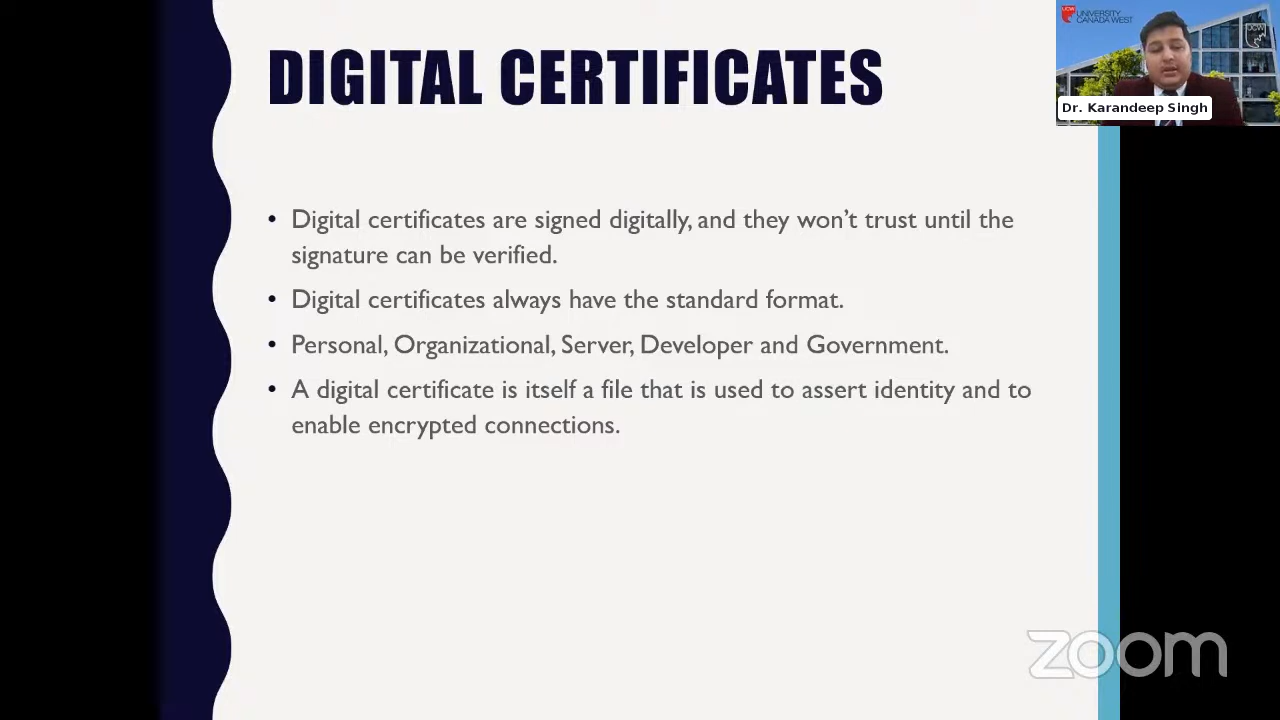 DIGITAL CERTIFICATES
• Digital certificates are signed digitally, and they won’t trust until the
signature can be verified.
• Digital certificates always have the standard format.
• Personal, Organizational, Server, Developer and Government.
• A digital certificate is itself a file that is used to assert identity and to
enable encrypted connections.
UCW
UNIVERSITY
CANADA WEST
UCW
Dr. Karandeep Singh
zoom